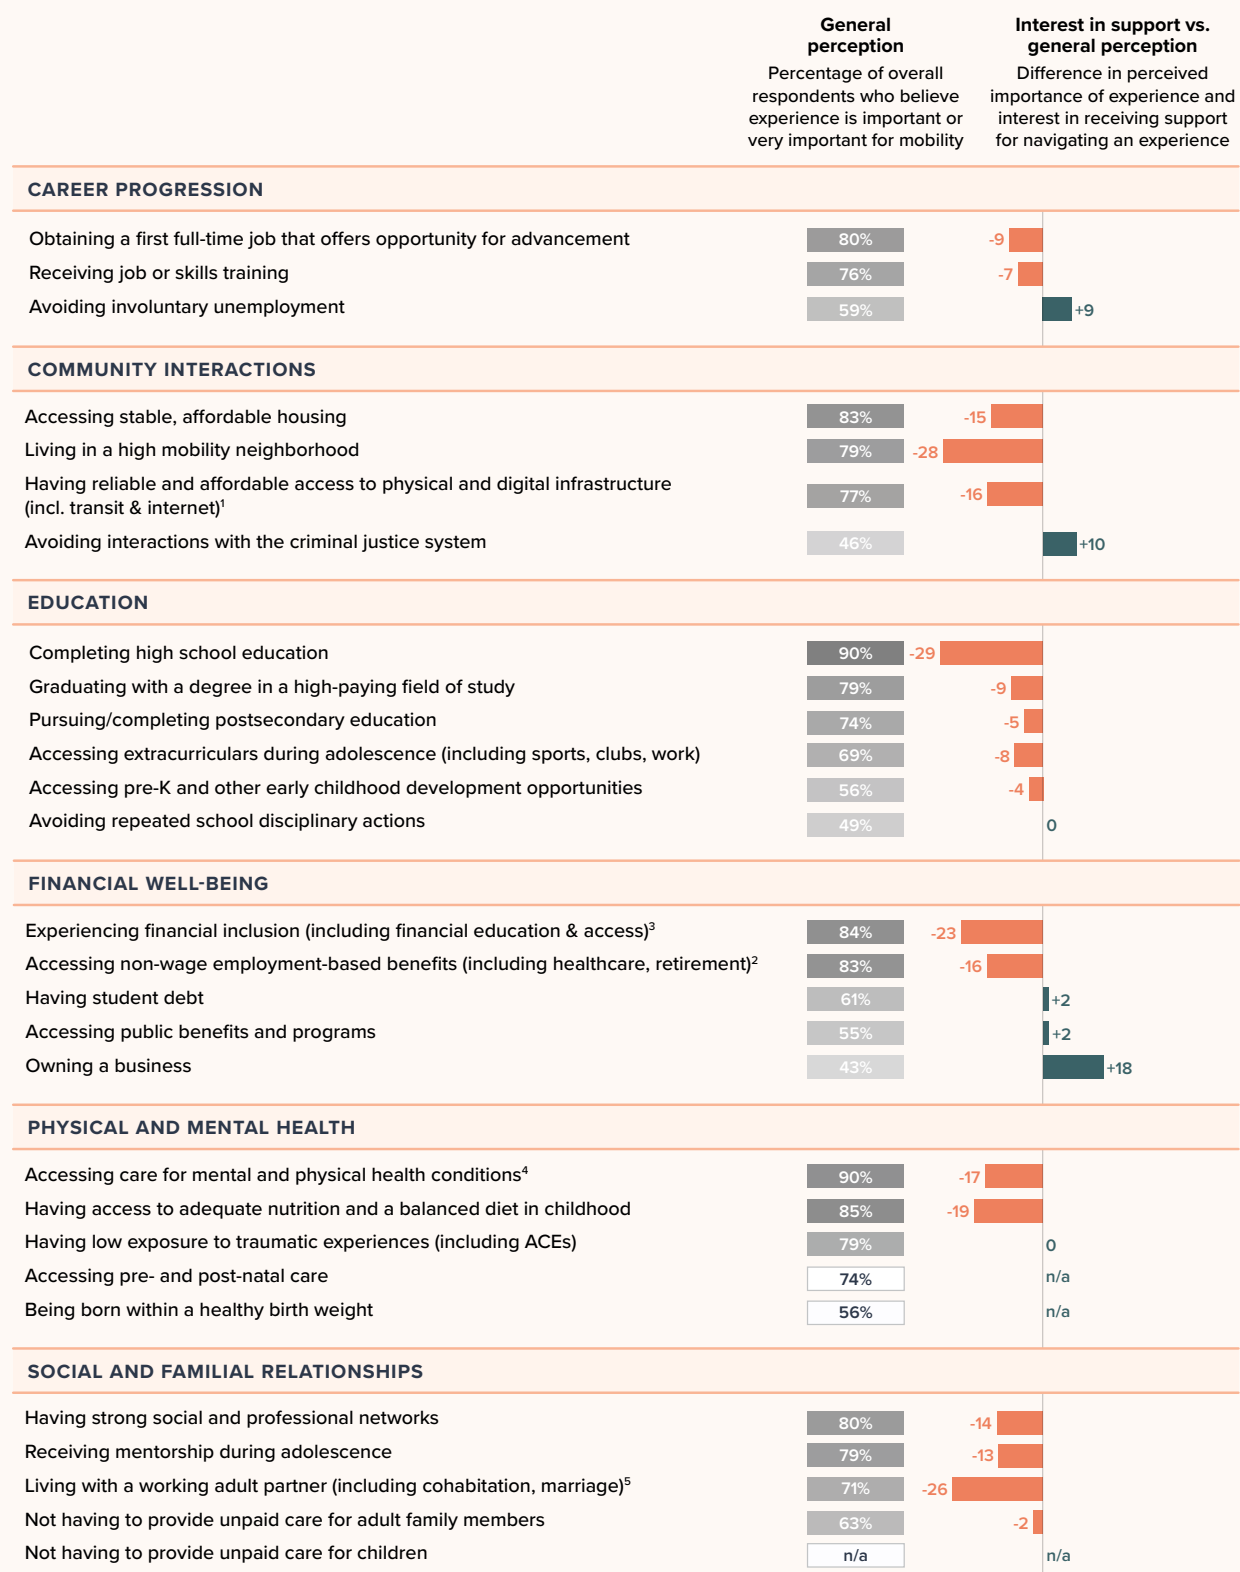 General
perception
Percentage of overall
respondents who believe
experience is important or
very important for mobility
Interest in support vs.
general perception
Difference in perceived
importance of experience and
interest in receiving support
for navigating an experience
CAREER PROGRESSION
Obtaining a first full-time job that offers opportunity for advancement 80% -9
Receiving job or skills training 76% -7
Avoiding involuntary unemployment 59% +9
COMMUNITY INTERACTIONS
Accessing stable, affordable housing 83% -15
Living in a high mobility neighborhood 79% -28
Having reliable and affordable access to physical and digital infrastructure
(incl. transit & internet)¹ 77% -16
Avoiding interactions with the criminal justice system 46% +10
EDUCATION
Completing high school education 90% -29
Graduating with a degree in a high-paying field of study 79% -9
Pursuing/completing postsecondary education 74% -5
Accessing extracurriculars during adolescence (including sports, clubs, work) 69% -8
Accessing pre-K and other early childhood development opportunities 56% -4
Avoiding repeated school disciplinary actions 49% 0
FINANCIAL WELL-BEING
Experiencing financial inclusion (including financial education & access)³ 84% -23
Accessing non-wage employment-based benefits (including healthcare, retirement)² 83% -16
Having student debt 61% +2
Accessing public benefits and programs 55% +2
Owning a business 43% +18
PHYSICAL AND MENTAL HEALTH
Accessing care for mental and physical health conditions⁴ 90% -17
Having access to adequate nutrition and a balanced diet in childhood 85% -19
Having low exposure to traumatic experiences (including ACEs) 79% 0
Accessing pre- and post-natal care 74% n/a
Being born within a healthy birth weight 56% n/a
SOCIAL AND FAMILIAL RELATIONSHIPS
Having strong social and professional networks 80% -14
Receiving mentorship during adolescence 79% -13
Living with a working adult partner (including cohabitation, marriage)⁵ 71% -26
Not having to provide unpaid care for adult family members 63% -2
Not having to provide unpaid care for children n/a n/a